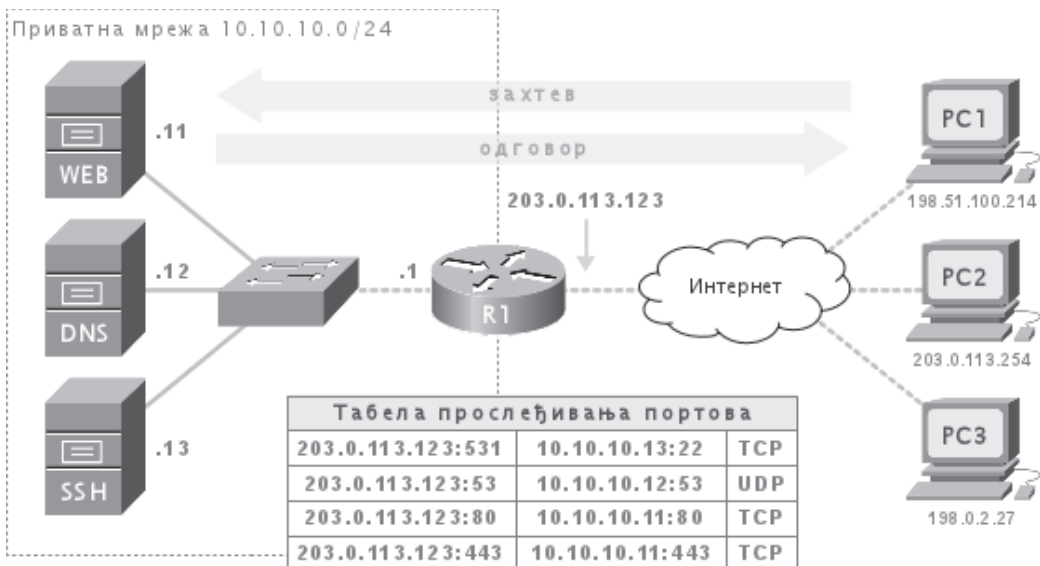 Приватна мрежа 10.10.10.0/24
захтев
одговор
.11
WEB
PC1
198.51.100.214
203.0.113.123
.12
DNS
.1
R1
Интернет
PC2
203.0.113.254
.13
SSH
PC3
198.0.2.27
Табела прослеђивања портова
203.0.113.123:531 10.10.10.13:22 TCP
203.0.113.123:53 10.10.10.12:53 UDP
203.0.113.123:80 10.10.10.11:80 TCP
203.0.113.123:443 10.10.10.11:443 TCP